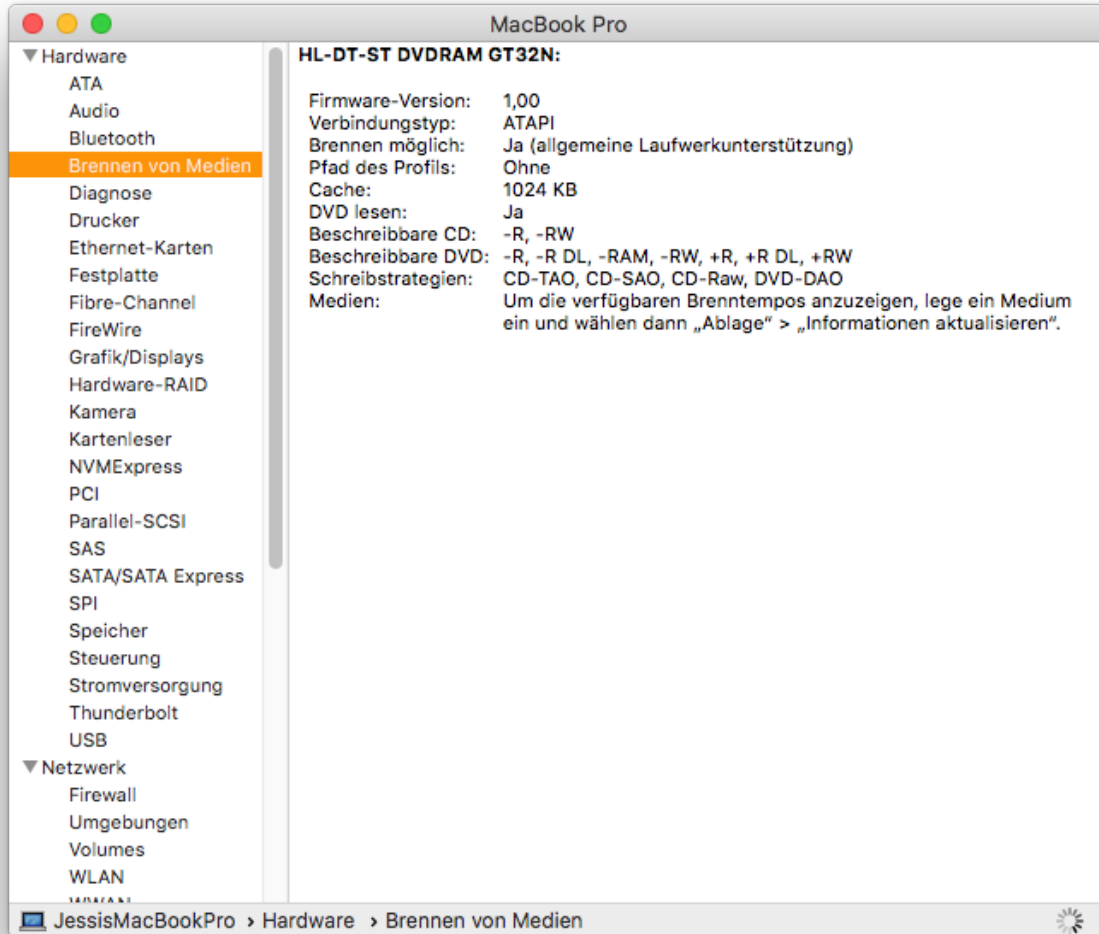 MacBook Pro
Hardware
ATA
Audio
Bluetooth
Brennen von Medien
Diagnose
Drucker
Ethernet-Karten
Festplatte
Fibre-Channel
FireWire
Grafik/Displays
Hardware-RAID
Kamera
Kartenleser
NVMExpress
PCI
Parallel-SCSI
SAS
SATA/SATA Express
SPI
Speicher
Steuerung
Stromversorgung
Thunderbolt
USB
Netzwerk
Firewall
Umgebungen
Volumes
WLAN
WWAN
HL-DT-ST DVDRAM GT32N:
Firmware-Version: 1,00
Verbindungstyp: ATAPI
Brennen möglich: Ja (allgemeine Laufwerkunterstützung)
Pfad des Profils: Ohne
Cache: 1024 KB
DVD lesen: Ja
Beschreibbare CD: -R, -RW
Beschreibbare DVD: -R, -R DL, -RAM, -RW, +R, +R DL, +RW
Schreibstrategien: CD-TAO, CD-SAO, CD-Raw, DVD-DAO
Medien: Um die verfügbaren Brenntempos anzuzeigen, lege ein Medium
ein und wählen dann „Ablage“ > „Informationen aktualisieren“.
JessisMacBookPro › Hardware › Brennen von Medien